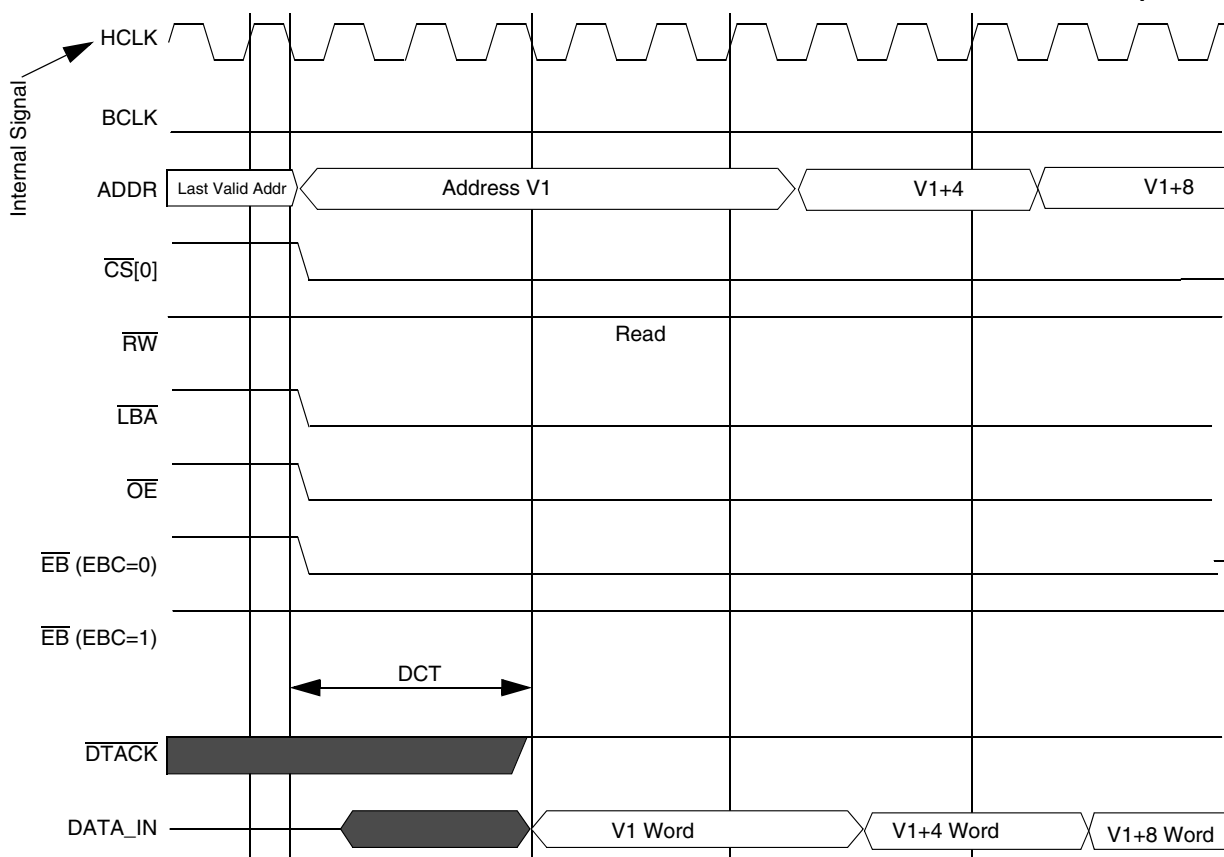 HCLK
Internal Signal
BCLK
ADDR
Last Valid Addr
Address V1
V1+4
V1+8
CS[0]
RW
Read
LBA
OE
EB (EBC=0)
EB (EBC=1)
DCT
DTACK
DATA_IN
V1 Word
V1+4 Word
V1+8 Word